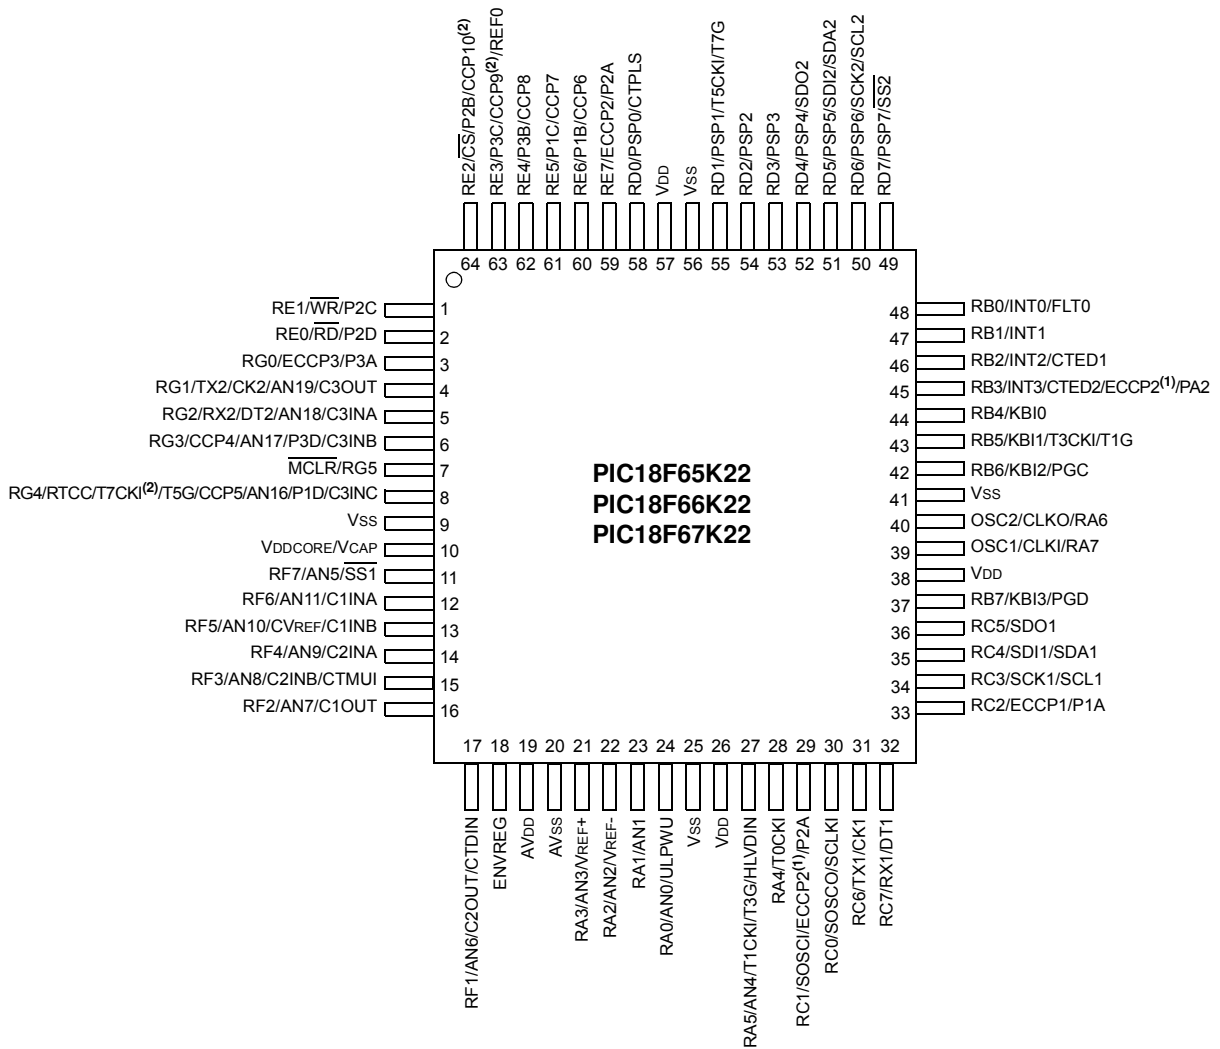 RE2/CS/P2B/CCP10(2)
RE3/P3C/CCP9(2)/REF0
RE4/P3B/CCP8
RE5/P1C/CCP7
RE6/P1B/CCP6
RE7/ECCP2/P2A
RD0/PSP0/CTPLS
VDD
VSS
RD1/PSP1/T5CKI/T7G
RD2/PSP2
RD3/PSP3
RD4/PSP4/SDO2
RD5/PSP5/SDI2/SDA2
RD6/PSP6/SCK2/SCL2
RD7/PSP7/SS2
64 63 62 61 60 59 58 57 56 55 54 53 52 51 50 49
RE1/WR/P2C 1
RE0/RD/P2D 2
RG0/ECCP3/P3A 3
RG1/TX2/CK2/AN19/C3OUT 4
RG2/RX2/DT2/AN18/C3INA 5
RG3/CCP4/AN17/P3D/C3INB 6
MCLR/RG5 7
RG4/RTCC/T7CKI(2)/T5G/CCP5/AN16/P1D/C3INC 8
VSS 9
VDDCORE/VCAP 10
RF7/AN5/SS1 11
RF6/AN11/C1INA 12
RF5/AN10/CVREF/C1INB 13
RF4/AN9/C2INA 14
RF3/AN8/C2INB/CTMUI 15
RF2/AN7/C1OUT 16
PIC18F65K22
PIC18F66K22
PIC18F67K22
48 RB0/INT0/FLT0
47 RB1/INT1
46 RB2/INT2/CTED1
45 RB3/INT3/CTED2/ECCP2(1)/PA2
44 RB4/KBI0
43 RB5/KBI1/T3CKI/T1G
42 RB6/KBI2/PGC
41 VSS
40 OSC2/CLKO/RA6
39 OSC1/CLKI/RA7
38 VDD
37 RB7/KBI3/PGD
36 RC5/SDO1
35 RC4/SDI1/SDA1
34 RC3/SCK1/SCL1
33 RC2/ECCP1/P1A
17 18 19 20 21 22 23 24 25 26 27 28 29 30 31 32
RF1/AN6/C2OUT/CTDIN
ENVREG
AVDD
AVSS
RA3/AN3/VREF+
RA2/AN2/VREF-
RA1/AN1
RA0/AN0/ULPWU
VSS
VDD
RA5/AN4/T1CKI/T3G/HLVDIN
RA4/T0CKI
RC1/SOSCI/ECCP2(1)/P2A
RC0/SOSCO/SCLKI
RC6/TX1/CK1
RC7/RX1/DT1